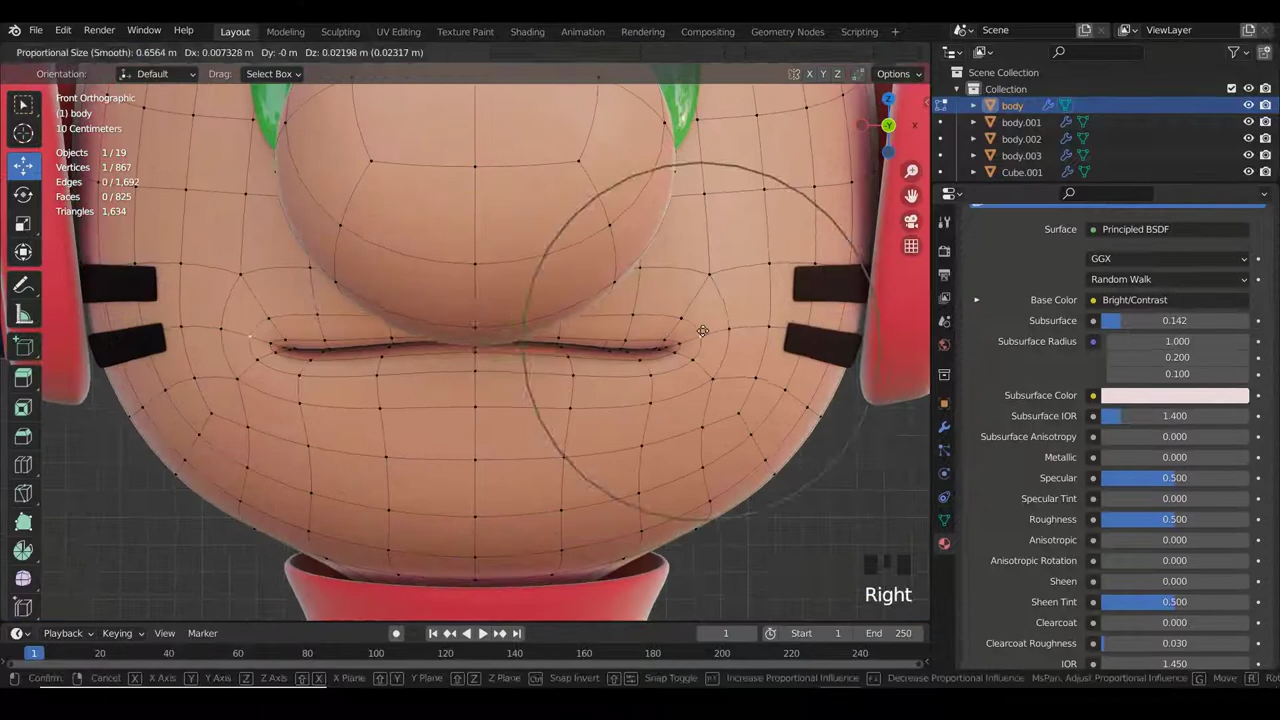 File Edit Render Window Help Layout Modeling Sculpting UV Editing Texture Paint Shading Animation Rendering Compositing Geometry Nodes Scripting + Scene ViewLayer
Proportional Size (Smooth): 0.6564 m Dx: 0.007328 m Dy: -0 m Dz: 0.02198 m (0.02317 m)
Orientation: Default Drag: Select Box X Y Z Options
Scene Collection
Collection
body
body.001
body.002
body.003
Cube.001
Front Orthographic
(1) body
10 Centimeters
Objects 1/19
Vertices 1/867
Edges 0/1,692
Faces 0/825
Triangles 1,634
Z
-Y
X
Surface Principled BSDF
GGX
Random Walk
Base Color Bright/Contrast
Subsurface 0.142
Subsurface Radius 1.000
0.200
0.100
Subsurface Color
Subsurface IOR 1.400
Subsurface Anisotropy 0.000
Metallic 0.000
Specular 0.500
Specular Tint 0.000
Roughness 0.500
Anisotropic 0.000
Anisotropic Rotation 0.000
Sheen 0.000
Sheen Tint 0.500
Clearcoat 0.000
Clearcoat Roughness 0.030
IOR 1.450
Right
Playback Keying View Marker 1 Start 1 End 250
1 20 40 60 80 100 120 140 160 180 200 220 240
Confirm Cancel X X Axis Y Y Axis Z Z Axis X X Plane Y Y Plane Z Z Plane Ctrl Snap Invert Snap Toggle Increase Proportional Influence Decrease Proportional Influence MsPan Adjust Proportional Influence G Move R